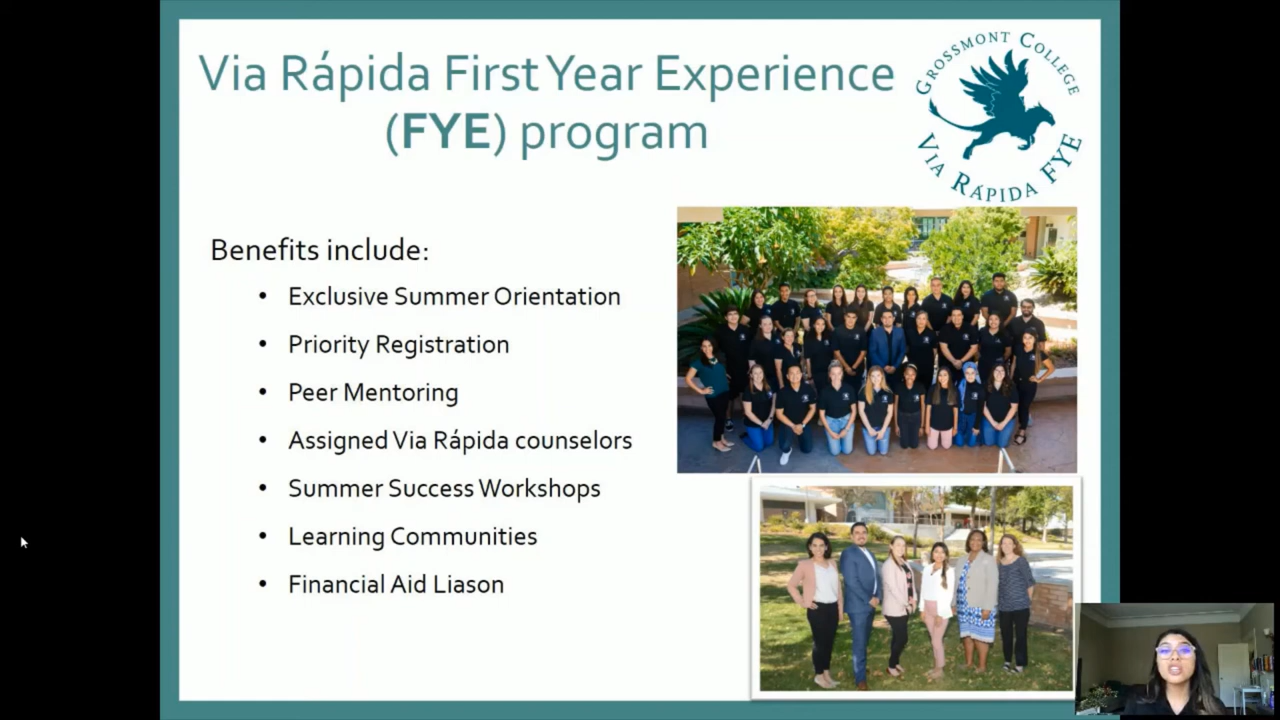 Via Rápida First Year Experience
(FYE) program
GROSSMONT COLLEGE
VIA RÁPIDA FYE
Benefits include:
• Exclusive Summer Orientation
• Priority Registration
• Peer Mentoring
• Assigned Via Rápida counselors
• Summer Success Workshops
• Learning Communities
• Financial Aid Liason